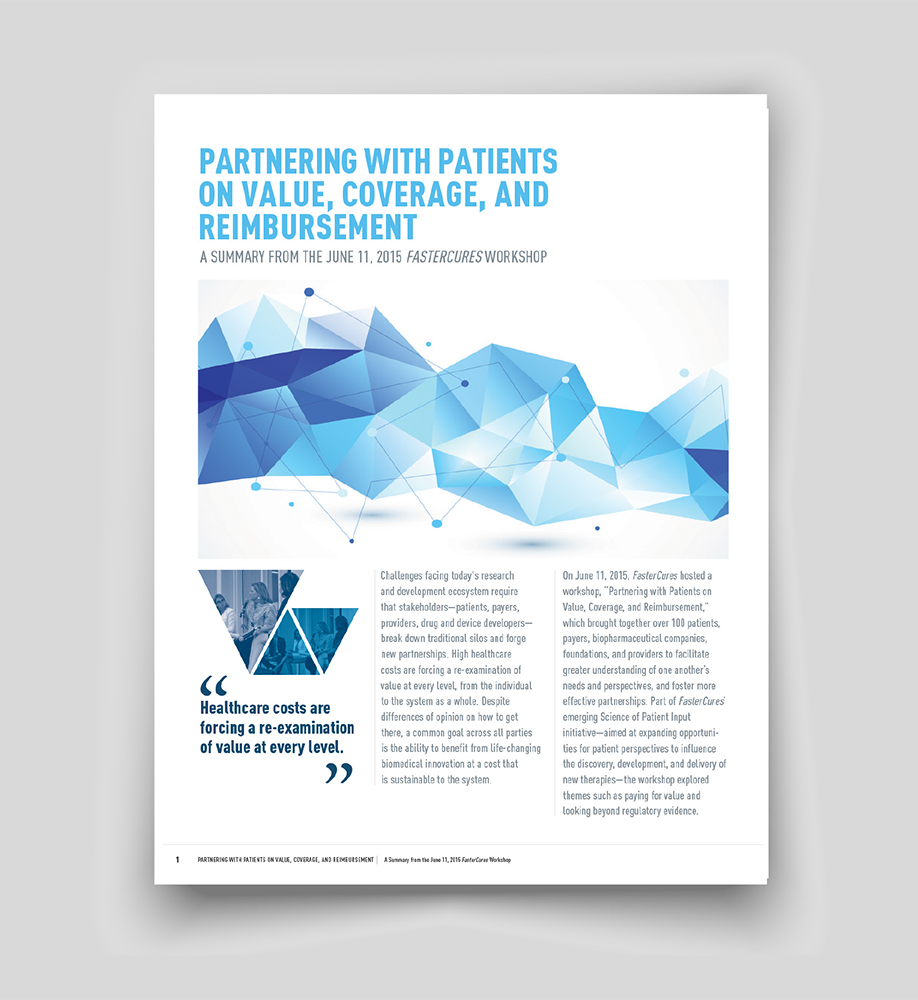 PARTNERING WITH PATIENTS
ON VALUE, COVERAGE, AND
REIMBURSEMENT
A SUMMARY FROM THE JUNE 11, 2015 FASTERCURES WORKSHOP
“
Healthcare costs are
forcing a re-examination
of value at every level.
”
Challenges facing today's research
and development ecosystem require
that stakeholders—patients, payers,
providers, drug and device developers—
break down traditional silos and forge
new partnerships. High healthcare
costs are forcing a re-examination of
value at every level, from the individual
to the system as a whole. Despite
differences of opinion on how to get
there, a common goal across all parties
is the ability to benefit from life-changing
biomedical innovation at a cost that
is sustainable to the system.
On June 11, 2015, FasterCures hosted a
workshop, "Partnering with Patients on
Value, Coverage, and Reimbursement,"
which brought together over 100 patients,
payers, biopharmaceutical companies,
foundations, and providers to facilitate
greater understanding of one another's
needs and perspectives, and foster more
effective partnerships. Part of FasterCures'
emerging Science of Patient Input
initiative—aimed at expanding opportuni-
ties for patient perspectives to influence
the discovery, development, and delivery of
new therapies—the workshop explored
themes such as paying for value and
looking beyond regulatory evidence.
1 PARTNERING WITH PATIENTS ON VALUE, COVERAGE, AND REIMBURSEMENT | A Summary from the June 11, 2015 FasterCures Workshop